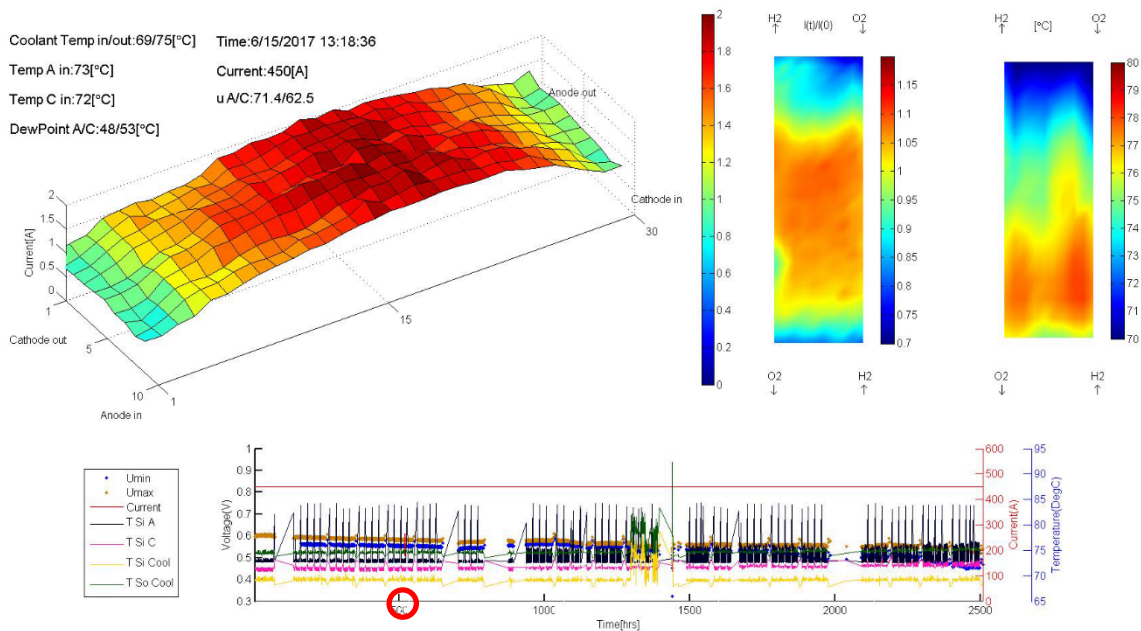 Coolant Temp in/out:69/75[°C]
Time:6/15/2017 13:18:36
Temp A in:73[°C]
Current:450[A]
Temp C in:72[°C]
u A/C:71.4/62.5
DewPoint A/C:48/53[°C]
Anode out
Cathode in
30
15
Current[A]
2
1.5
1
0.5
0
1
5
10
1
Cathode out
Anode in
2
1.8
1.6
1.4
1.2
1
0.8
0.6
0.4
0.2
0
H2 I(t)/I(0) O2
↑ ↓
1.15
1.1
1.05
1
0.95
0.9
0.85
0.8
0.75
0.7
O2 H2
↓ ↑
H2 [°C] O2
↑ ↓
80
79
78
77
76
75
74
73
72
71
70
O2 H2
↓ ↑
Umin
Umax
Current
T Si A
T Si C
T Si Cool
T So Cool
Voltage(V)
1
0.9
0.8
0.7
0.6
0.5
0.4
0.3
1000
1500
2000
2500
Time[hrs]
600
500
400
300
200
100
0
Current(A)
95
90
85
80
75
70
65
Temperature(DegC)